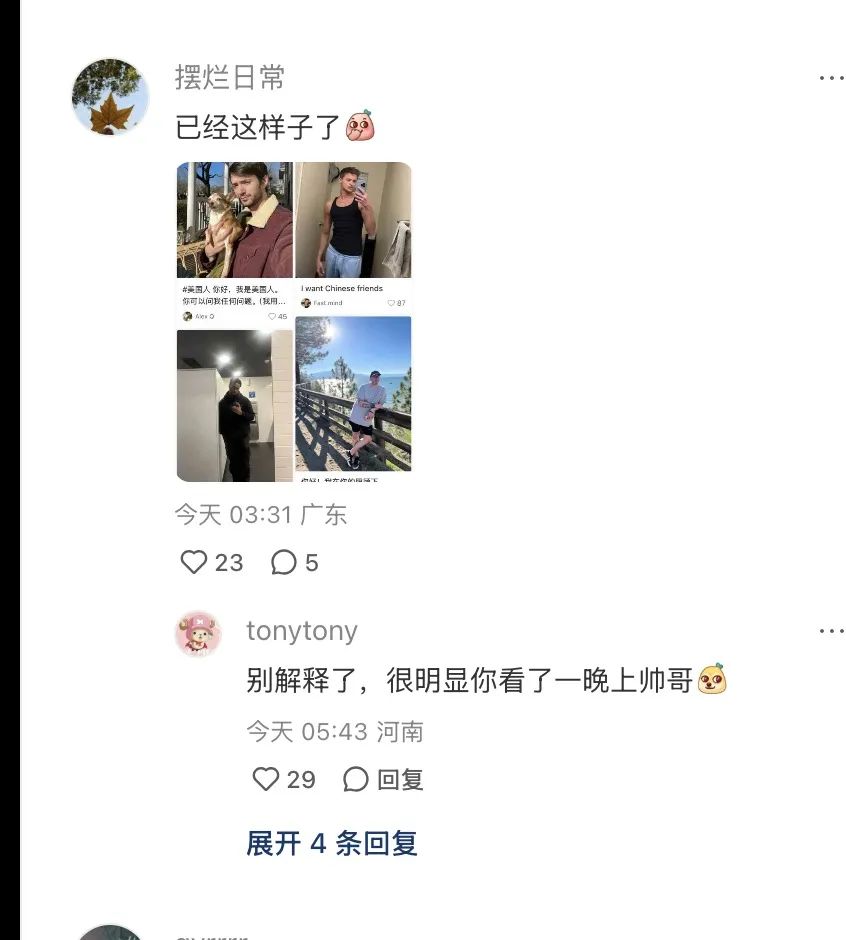 摆烂日常
已经这样子了
#美国人 你好，我是美国人。
你可以问我任何问题。(我用...
Alex Q
45
I want Chinese friends
Fast mind
87
今天 03:31 广东
23
5
tonytony
别解释了，很明显你看了一晚上帅哥
今天 05:43 河南
29
回复
展开 4 条回复